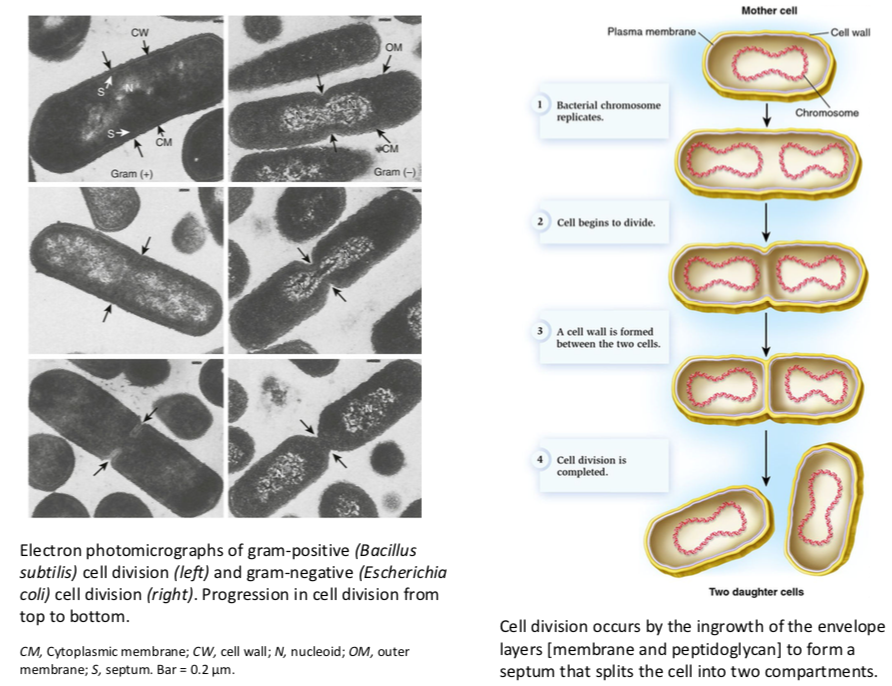 CW
S
N
S
CM
Gram (+)
OM
CM
Gram (–)
Electron photomicrographs of gram-positive (Bacillus
subtilis) cell division (left) and gram-negative (Escherichia
coli) cell division (right). Progression in cell division from
top to bottom.
CM, Cytoplasmic membrane; CW, cell wall; N, nucleoid; OM, outer
membrane; S, septum. Bar = 0.2 μm.
Mother cell
Plasma membrane
Cell wall
Chromosome
1 Bacterial chromosome
replicates.
2 Cell begins to divide.
3 A cell wall is formed
between the two cells.
4 Cell division is
completed.
Two daughter cells
Cell division occurs by the ingrowth of the envelope
layers [membrane and peptidoglycan] to form a
septum that splits the cell into two compartments.